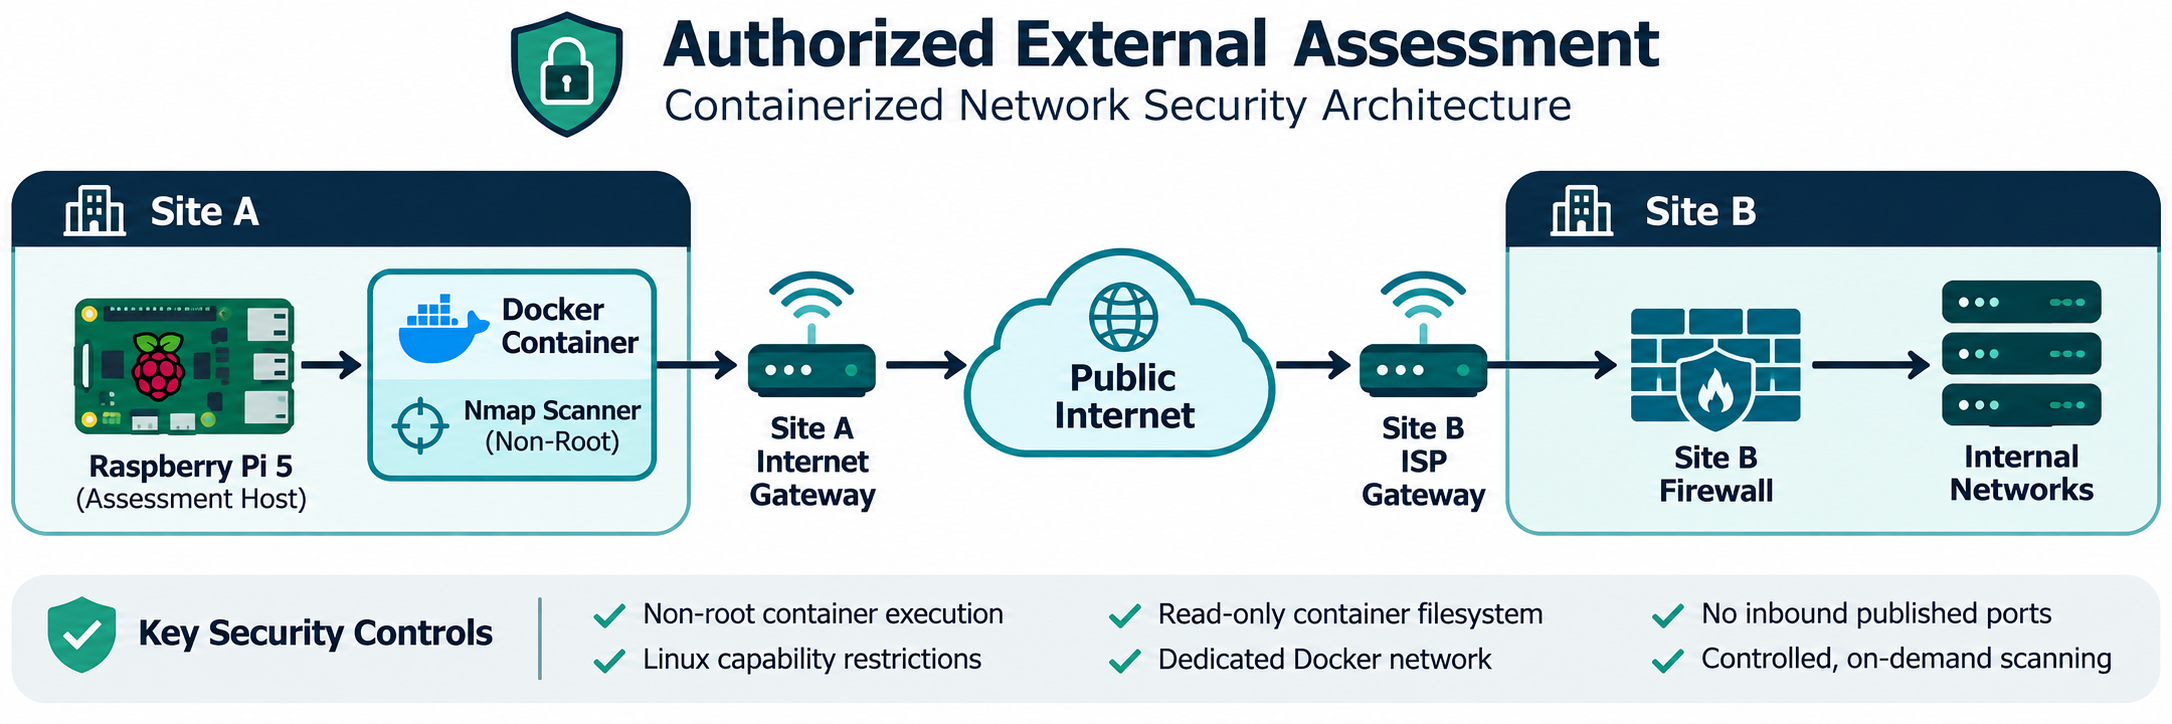 Authorized External Assessment
Containerized Network Security Architecture
Site A
Raspberry Pi 5
(Assessment Host)
Docker
Container
Nmap Scanner
(Non-Root)
Site A
Internet
Gateway
Public
Internet
Site B
ISP
Gateway
Site B
Site B
Firewall
Internal
Networks
Key Security Controls
Non-root container execution
Linux capability restrictions
Read-only container filesystem
Dedicated Docker network
No inbound published ports
Controlled, on-demand scanning